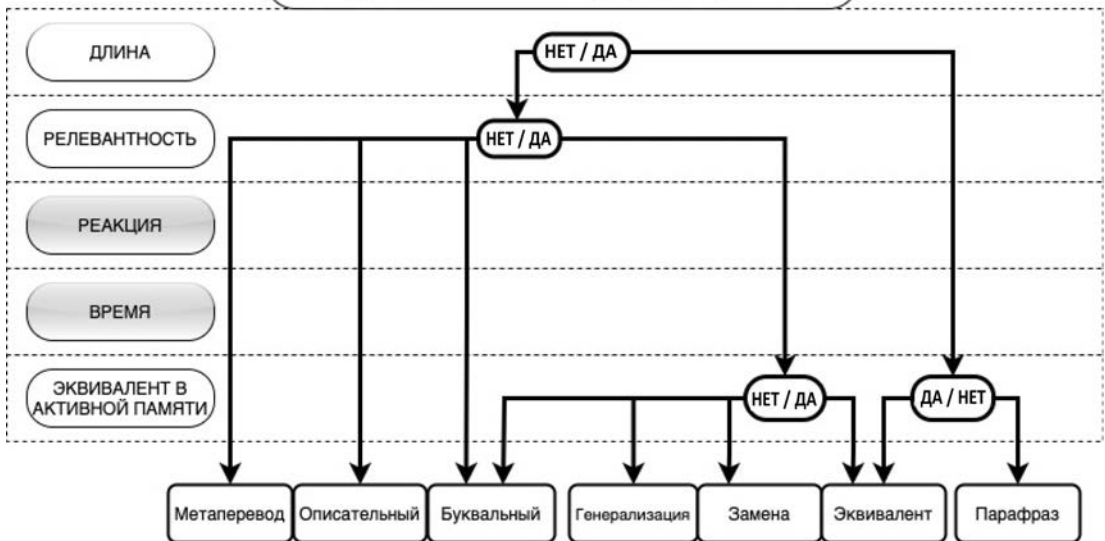 ДЛИНА
НЕТ / ДА
РЕЛЕВАНТНОСТЬ
НЕТ / ДА
РЕАКЦИЯ
ВРЕМЯ
ЭКВИВАЛЕНТ В
АКТИВНОЙ ПАМЯТИ
НЕТ / ДА
ДА / НЕТ
Метаперевод
Описательный
Буквальный
Генерализация
Замена
Эквивалент
Парафраз